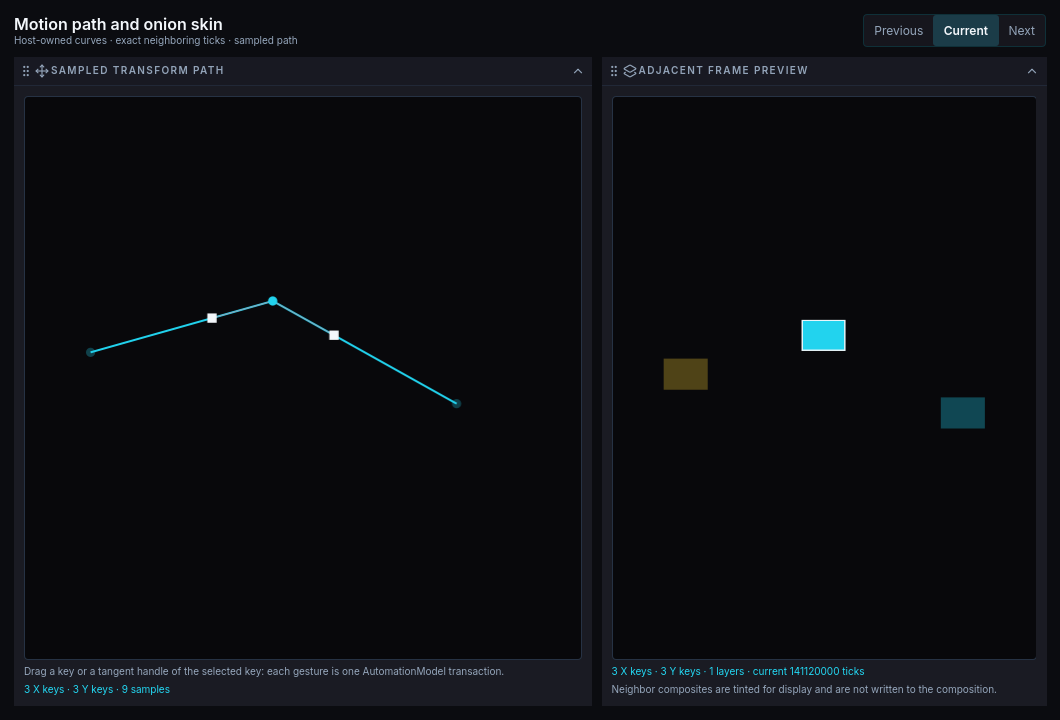 Motion path and onion skin
Host-owned curves · exact neighboring ticks · sampled path
Previous
Current
Next
SAMPLED TRANSFORM PATH
ADJACENT FRAME PREVIEW
Drag a key or a tangent handle of the selected key: each gesture is one AutomationModel transaction.
3 X keys · 3 Y keys · 9 samples
3 X keys · 3 Y keys · 1 layers · current 141120000 ticks
Neighbor composites are tinted for display and are not written to the composition.